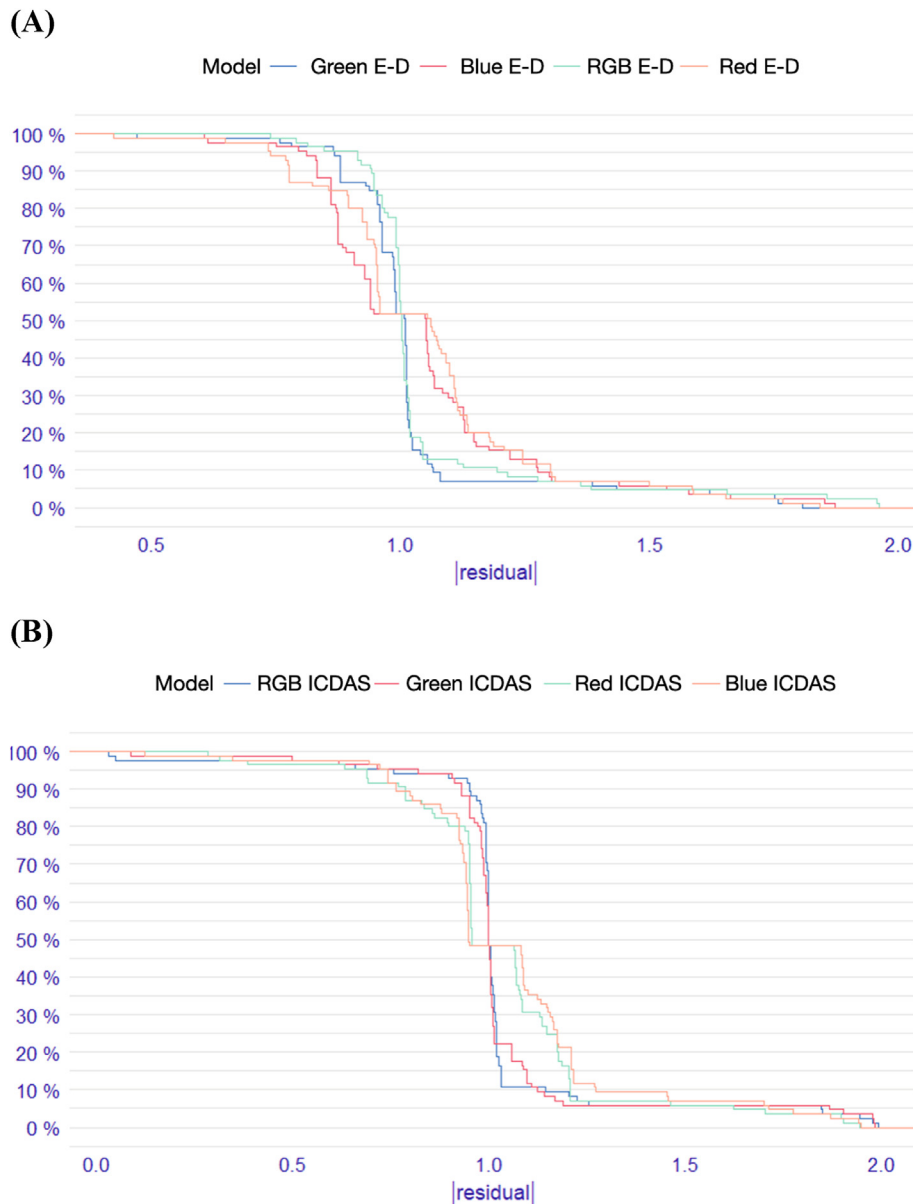 (A)
Model Green E-D Blue E-D RGB E-D Red E-D
100 %
90 %
80 %
70 %
60 %
50 %
40 %
30 %
20 %
10 %
0 %
0.5 1.0 1.5 2.0
|residual|
(B)
Model RGB ICDAS Green ICDAS Red ICDAS Blue ICDAS
100 %
90 %
80 %
70 %
60 %
50 %
40 %
30 %
20 %
10 %
0 %
0.0 0.5 1.0 1.5 2.0
|residual|